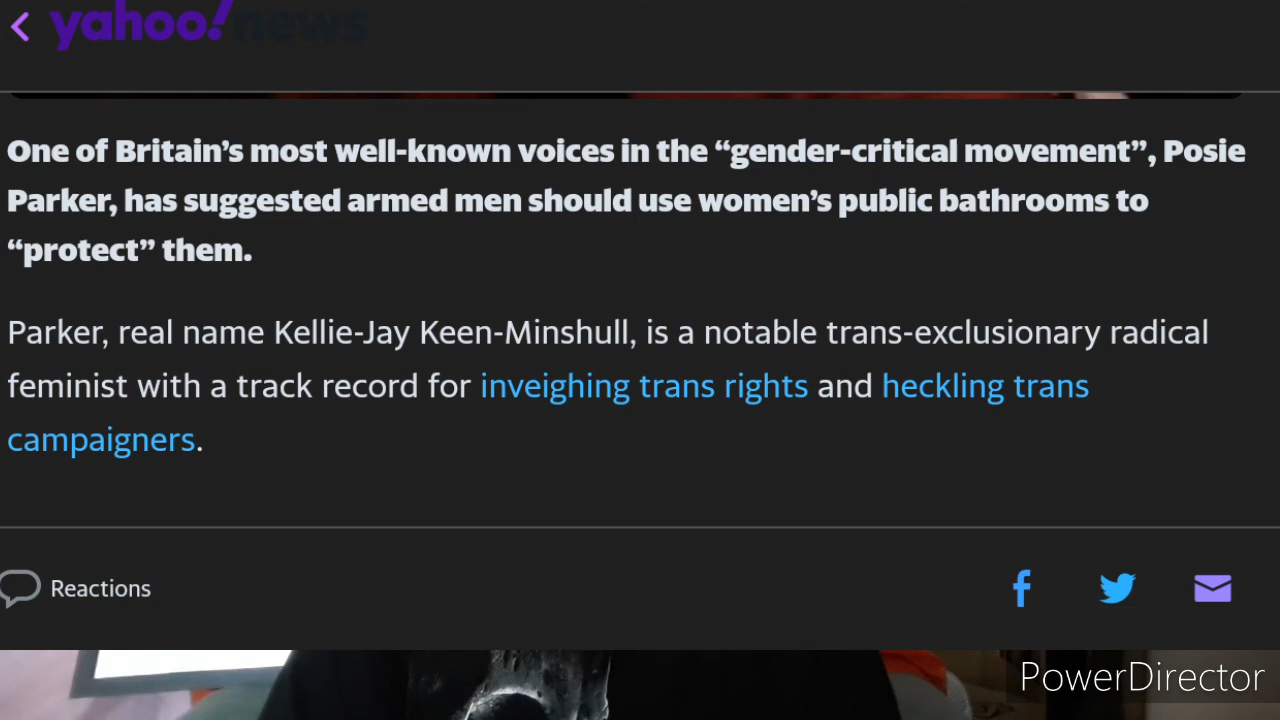 yahoo!news
One of Britain’s most well-known voices in the “gender-critical movement”, Posie
Parker, has suggested armed men should use women’s public bathrooms to
“protect” them.
Parker, real name Kellie-Jay Keen-Minshull, is a notable trans-exclusionary radical
feminist with a track record for inveighing trans rights and heckling trans
campaigners.
Reactions
PowerDirector